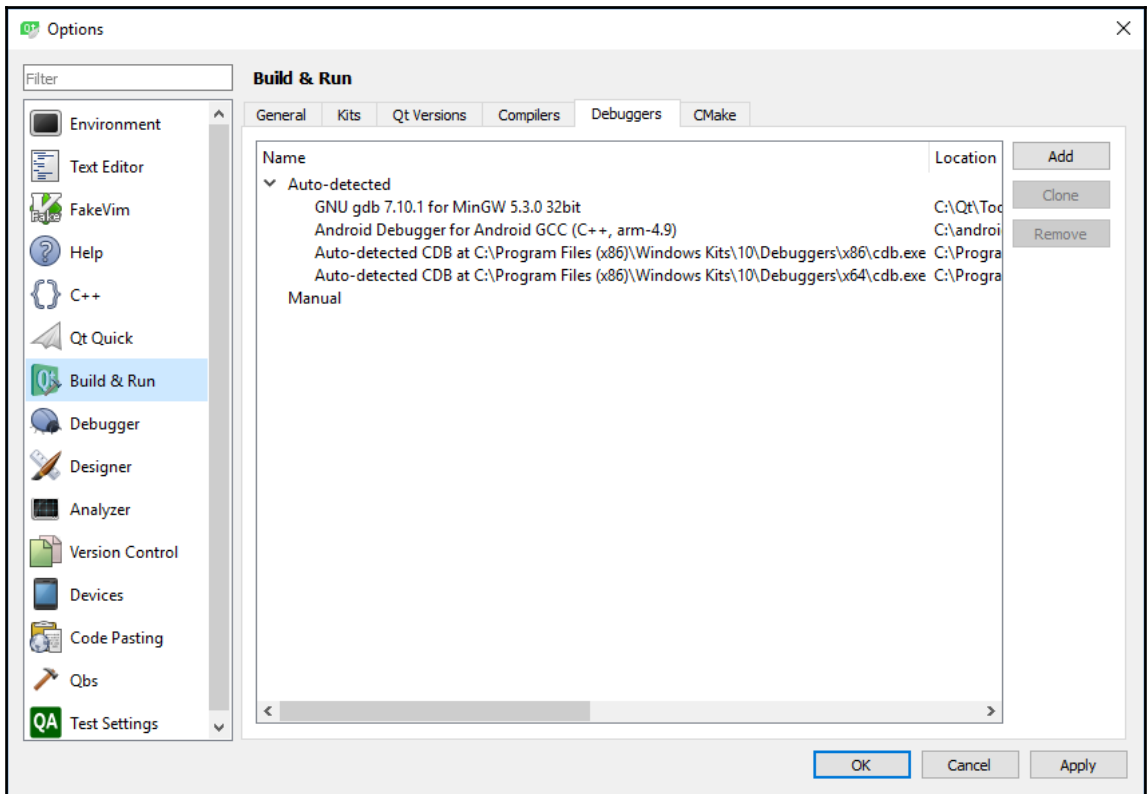 Options
Filter
Build & Run
Environment
Text Editor
FakeVim
Help
C++
Qt Quick
Build & Run
Debugger
Designer
Analyzer
Version Control
Devices
Code Pasting
Qbs
QA Test Settings
General Kits Qt Versions Compilers Debuggers CMake
Name Location
Auto-detected
GNU gdb 7.10.1 for MinGW 5.3.0 32bit C:\Qt\Too
Android Debugger for Android GCC (C++, arm-4.9) C:\androi
Auto-detected CDB at C:\Program Files (x86)\Windows Kits\10\Debuggers\x86\cdb.exe C:\Progra
Auto-detected CDB at C:\Program Files (x86)\Windows Kits\10\Debuggers\x64\cdb.exe C:\Progra
Manual
Add
Clone
Remove
OK Cancel Apply